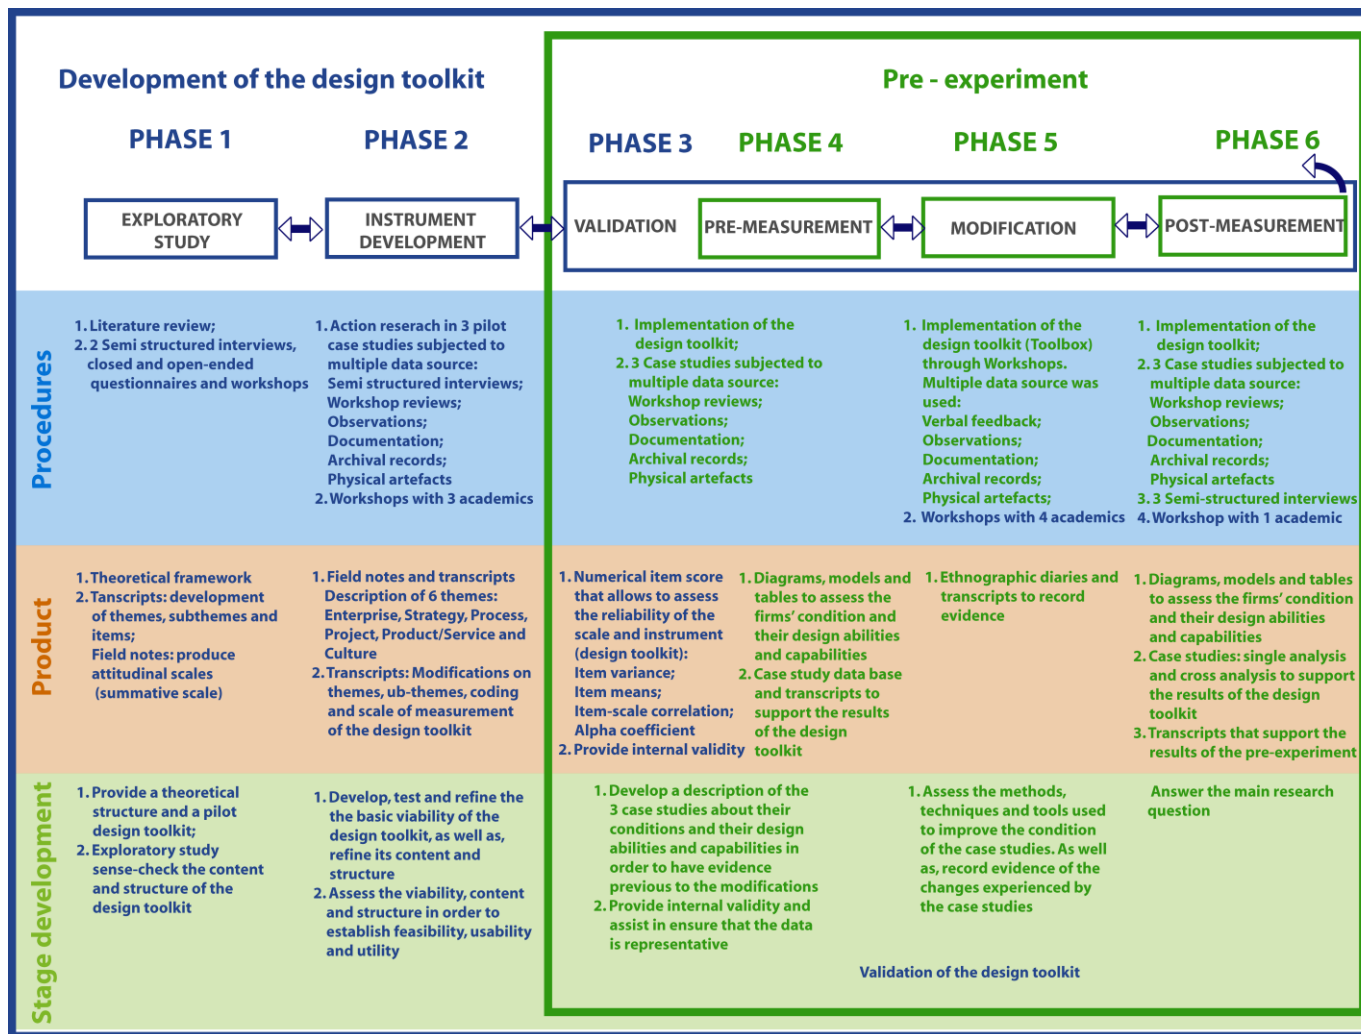 Development of the design toolkit
Pre - experiment
PHASE 1
PHASE 2
PHASE 3
PHASE 4
PHASE 5
PHASE 6
EXPLORATORY
STUDY
INSTRUMENT
DEVELOPMENT
VALIDATION
PRE-MEASUREMENT
MODIFICATION
POST-MEASUREMENT
Procedures
1. Literature review;
2. 2 Semi structured interviews,
closed and open-ended
questionnaires and workshops
1. Action reserach in 3 pilot
case studies subjected to
multiple data source:
Semi structured interviews;
Workshop reviews;
Observations;
Documentation;
Archival records;
Physical artefacts
2. Workshops with 3 academics
1. Implementation of the
design toolkit;
2. 3 Case studies subjected to
multiple data source:
Workshop reviews;
Observations;
Documentation;
Archival records;
Physical artefacts
1. Implementation of the
design toolkit (Toolbox)
through Workshops.
Multiple data source was
used:
Verbal feedback;
Observations;
Documentation;
Archival records;
Physical artefacts;
2. Workshops with 4 academics
1. Implementation of the
design toolkit;
2. 3 Case studies subjected to
multiple data source:
Workshop reviews;
Observations;
Documentation;
Archival records;
Physical artefacts
3. 3 Semi-structured interviews
4. Workshop with 1 academic
Product
1. Theoretical framework
2. Tanscripts: development
of themes, subthemes and
items;
Field notes: produce
attitudinal scales
(summative scale)
1. Field notes and transcripts
Description of 6 themes:
Enterprise, Strategy, Process,
Project, Product/Service and
Culture
2. Transcripts: Modifications on
themes, ub-themes, coding
and scale of measurement
of the design toolkit
1. Numerical item score
that allows to assess
the reliability of the
scale and instrument
(design toolkit):
Item variance;
Item means;
Item-scale correlation;
Alpha coefficient
2. Provide internal validity
1. Diagrams, models and
tables to assess the
firms' condition and
their design abilities
and capabilities
2. Case study data base
and transcripts to
support the results
of the design
toolkit
1. Ethnographic diaries and
transcripts to record
evidence
1. Diagrams, models and tables
to assess the firms' condition
and their design abilities
and capabilities
2. Case studies: single analysis
and cross analysis to support
the results of the design
toolkit
3. Transcripts that support the
results of the pre-experiment
Stage development
1. Provide a theoretical
structure and a pilot
design toolkit;
2. Exploratory study
sense-check the content
and structure of the
design toolkit
1. Develop, test and refine the
the basic viability of the
design toolkit, as well as,
refine its content and
structure
2. Assess the viability, content
and structure in order to
establish feasibility, usability
and utility
1. Develop a description of the
3 case studies about their
conditions and their design
abilities and capabilities in
order to have evidence
previous to the modifications
2. Provide internal validity and
assist in ensure that the data
is representative
1. Assess the methods,
techniques and tools used
to improve the condition
of the case studies. As well
as, record evidence of the
changes experienced by
the case studies
Answer the main research
question
Validation of the design toolkit